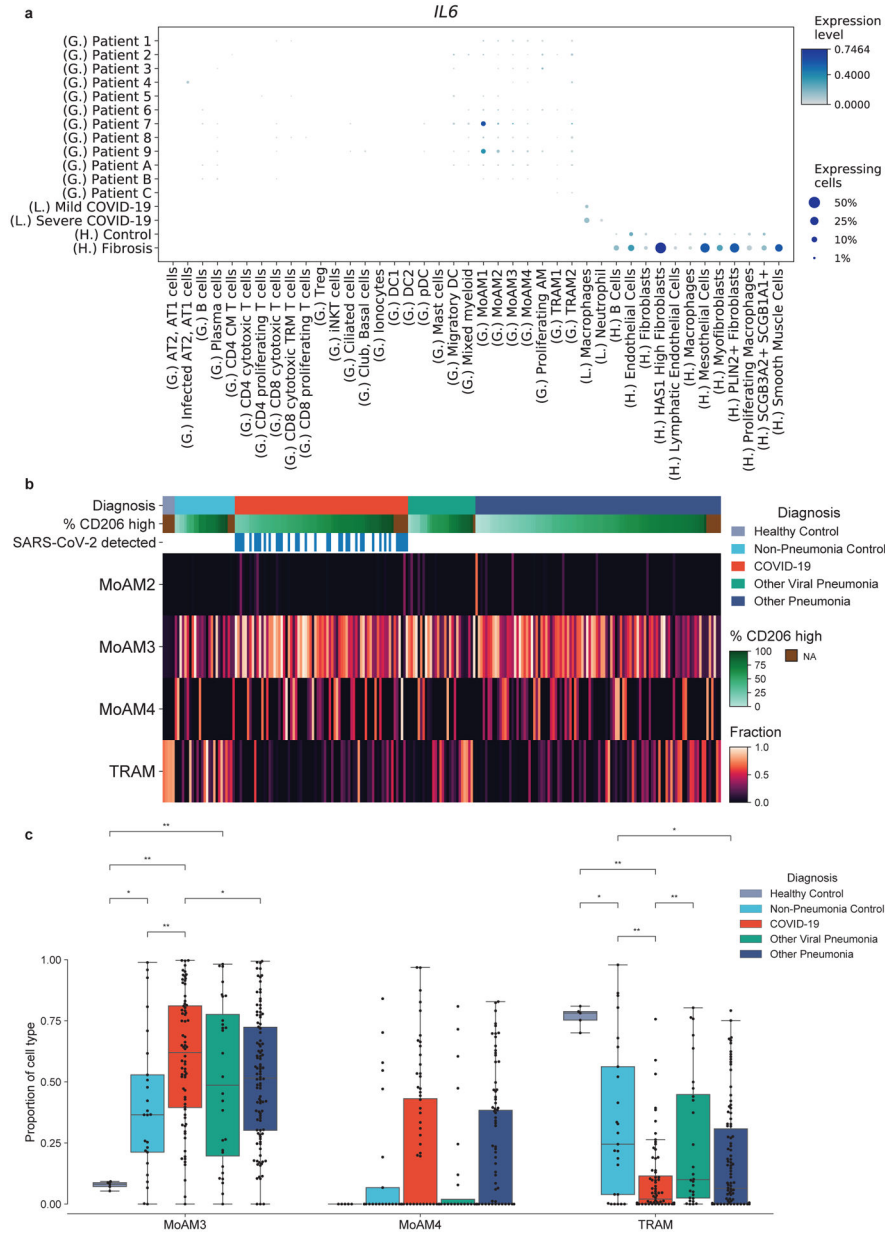 a
IL6
(G.) Patient 1
(G.) Patient 2
(G.) Patient 3
(G.) Patient 4
(G.) Patient 5
(G.) Patient 6
(G.) Patient 7
(G.) Patient 8
(G.) Patient 9
(G.) Patient A
(G.) Patient B
(G.) Patient C
(L.) Mild COVID-19
(L.) Severe COVID-19
(H.) Control
(H.) Fibrosis
(G.) AT2, AT1 cells
(G.) Infected AT2, AT1 cells
(G.) B cells
(G.) Plasma cells
(G.) CD4 CM T cells
(G.) CD4 cytotoxic T cells
(G.) CD4 proliferating T cells
(G.) CD8 cytotoxic T cells
(G.) CD8 cytotoxic TRM T cells
(G.) CD8 proliferating T cells
(G.) Treg
(G.) iNKT cells
(G.) Ciliated cells
(G.) Club, Basal cells
(G.) Ionocytes
(G.) DC1
(G.) DC2
(G.) pDC
(G.) Mast cells
(G.) Migratory DC
(G.) Mixed myeloid
(G.) MoAM1
(G.) MoAM2
(G.) MoAM3
(G.) MoAM4
(G.) Proliferating AM
(G.) TRAM1
(G.) TRAM2
(L.) Macrophages
(L.) Neutrophil
(H.) B Cells
(H.) Endothelial Cells
(H.) Fibroblasts
(H.) HAS1 High Fibroblasts
(H.) Lymphatic Endothelial Cells
(H.) Macrophages
(H.) Mesothelial Cells
(H.) Myofibroblasts
(H.) PLIN2+ Fibroblasts
(H.) Proliferating Macrophages
(H.) SCGB3A2+ SCGB1A1+
(H.) Smooth Muscle Cells
Expression
level
0.7464
0.4000
0.0000
Expressing
cells
50%
25%
10%
1%
b
Diagnosis
% CD206 high
SARS-CoV-2 detected
MoAM2
MoAM3
MoAM4
TRAM
Diagnosis
Healthy Control
Non-Pneumonia Control
COVID-19
Other Viral Pneumonia
Other Pneumonia
% CD206 high
100
75
50
25
0
NA
Fraction
1.0
0.5
0.0
c
**
*
**
**
**
*
*
**
**
*
**
Diagnosis
Healthy Control
Non-Pneumonia Control
COVID-19
Other Viral Pneumonia
Other Pneumonia
Proportion of cell type
1.00
0.75
0.50
0.25
0.00
MoAM3
MoAM4
TRAM